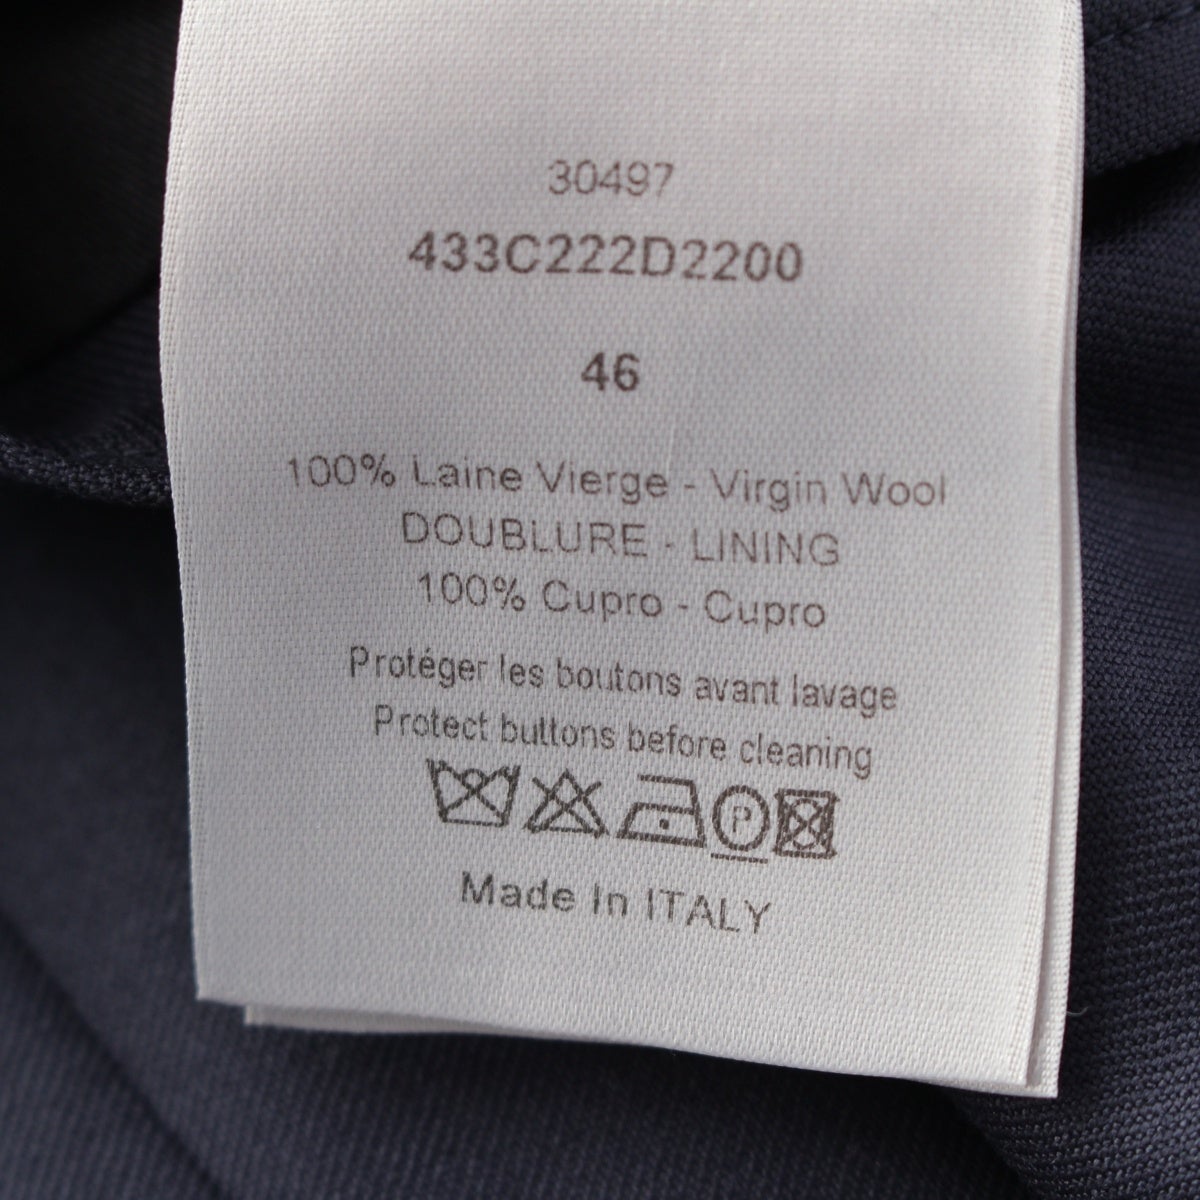 30497
433C222D2200
46
100% Laine Vierge - Virgin Wool
DOUBLURE - LINING
100% Cupro - Cupro
Protéger les boutons avant lavage
Protect buttons before cleaning
P
Made In ITALY